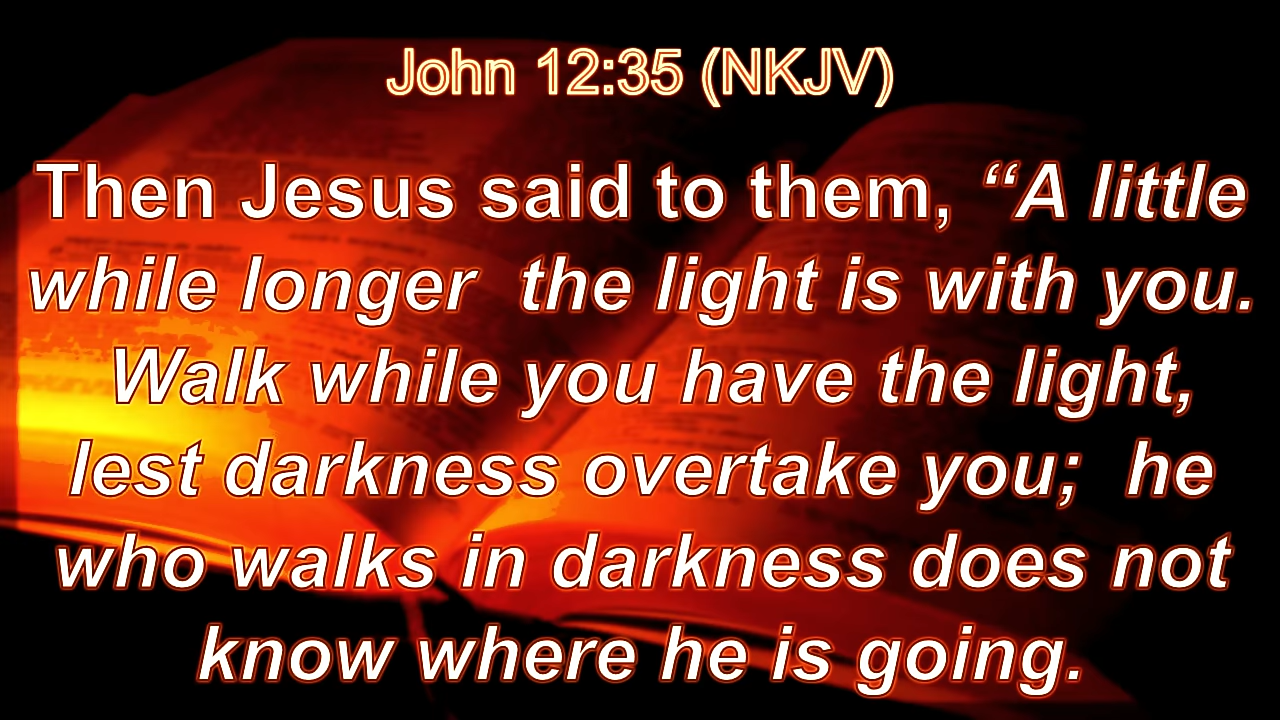 John 12:35 (NKJV)
Then Jesus said to them, “A little
while longer  the light is with you.
Walk while you have the light,
lest darkness overtake you;  he
who walks in darkness does not
know where he is going.